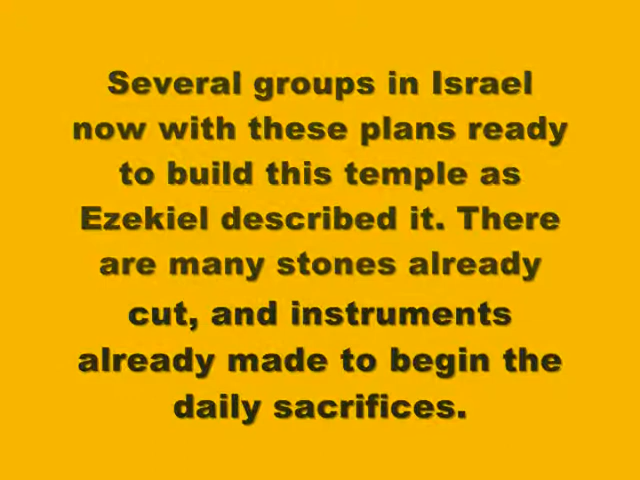 Several groups in Israel
now with these plans ready
to build this temple as
Ezekiel described it. There
are many stones already
cut, and instruments
already made to begin the
daily sacrifices.